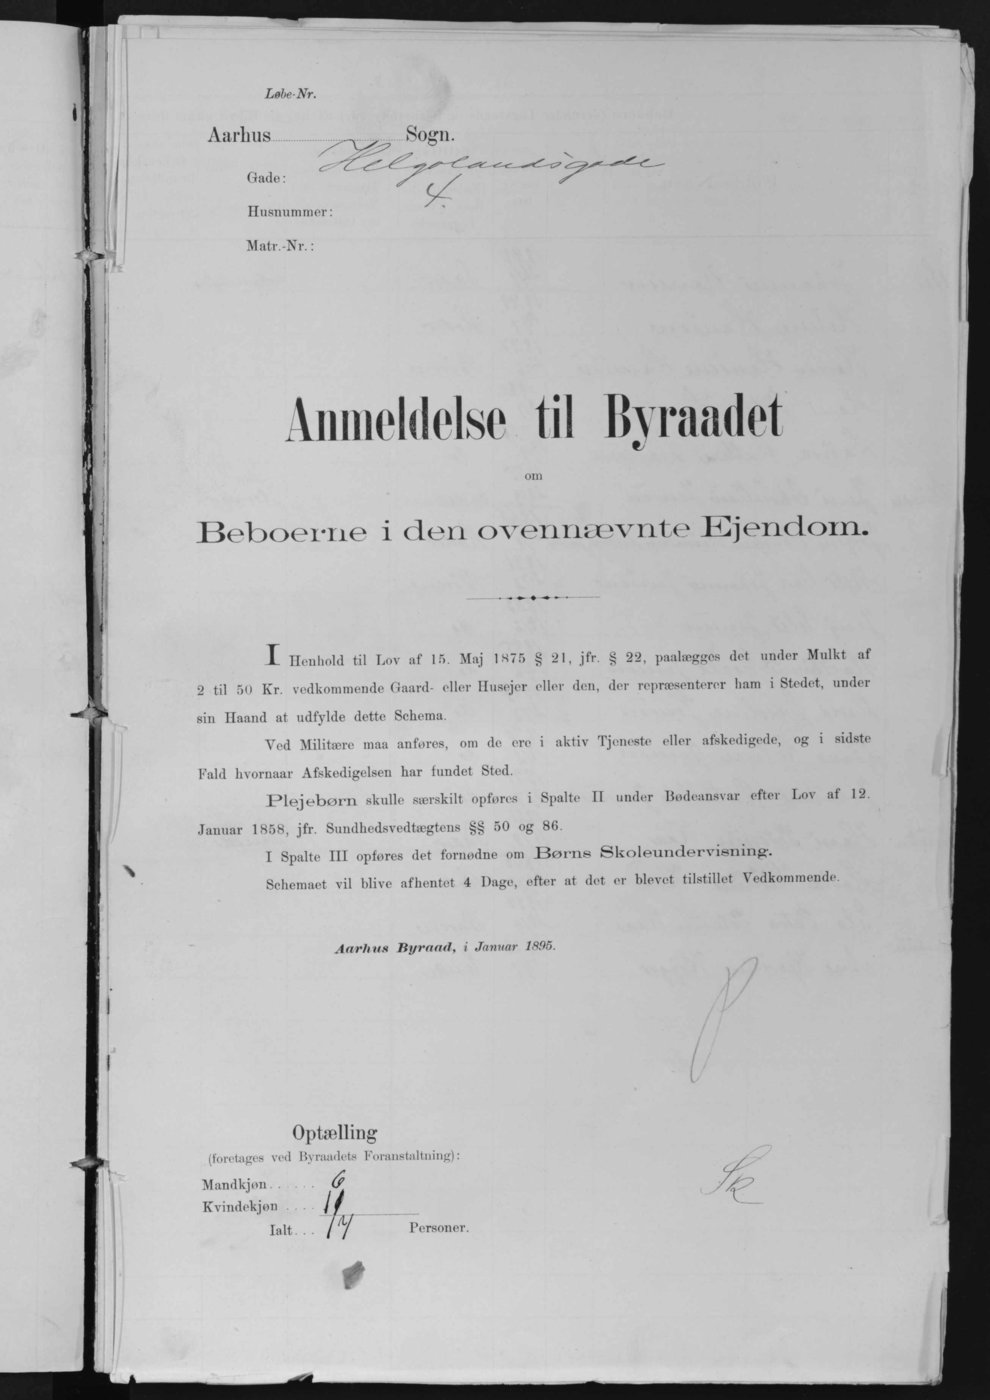 Løbe-Nr.
Aarhus Sogn.
Gade: Helgolandsgade
Husnummer: 4.
Matr.-Nr.:
Anmeldelse til Byraadet
om
Beboerne i den ovennævnte Ejendom.
I Henhold til Lov af 15. Maj 1875 § 21, jfr. § 22, paalægges det under Mulkt af
2 til 50 Kr. vedkommende Gaard- eller Husejer eller den, der repræsenterer ham i Stedet, under
sin Haand at udfylde dette Schema.
Ved Militære maa anføres, om de ere i aktiv Tjeneste eller afskedigede, og i sidste
Fald hvornaar Afskedigelsen har fundet Sted.
Plejebørn skulle særskilt opføres i Spalte II under Bødeansvar efter Lov af 12.
Januar 1858, jfr. Sundhedsvedtægtens §§ 50 og 86.
I Spalte III opføres det fornødne om Børns Skoleundervisning.
Schemaet vil blive afhentet 4 Dage, efter at det er blevet tilstillet Vedkommende.
Aarhus Byraad, i Januar 1895.
Optælling
(foretages ved Byraadets Foranstaltning):
Mandkjøn...... 6
Kvindekjøn .... 11
Ialt... 17 Personer.
Sk